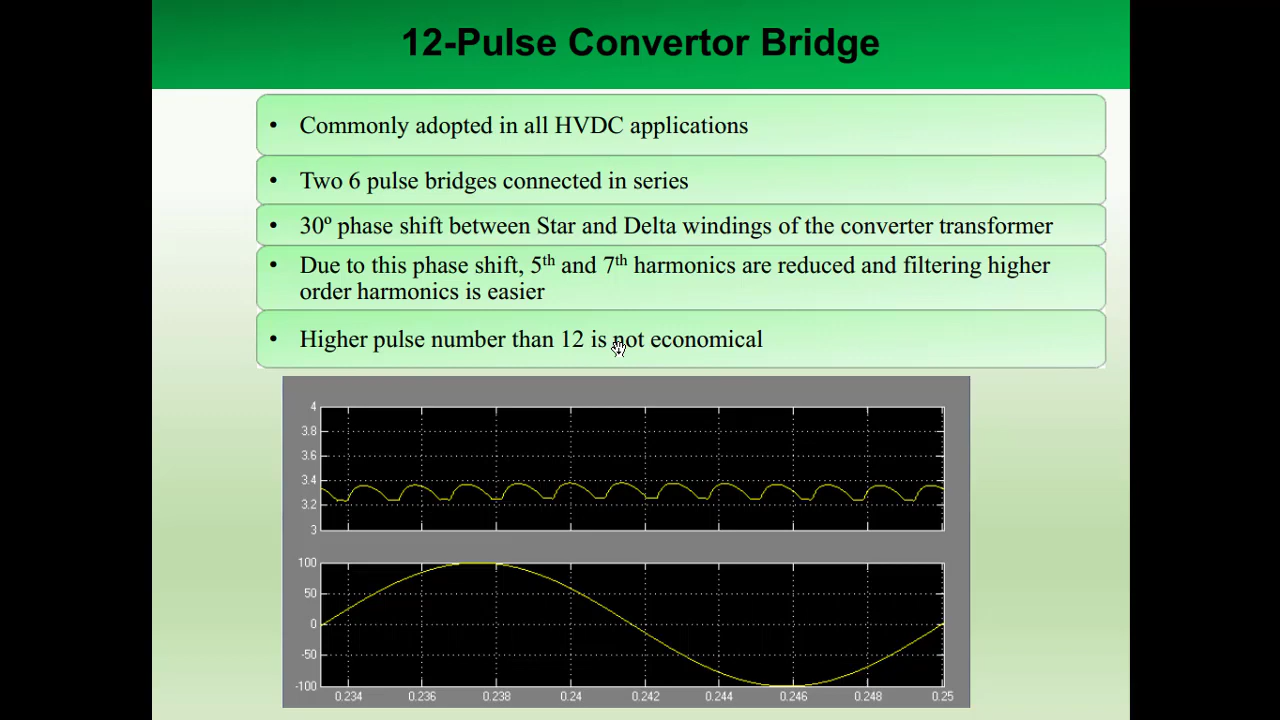 12-Pulse Convertor Bridge
• Commonly adopted in all HVDC applications
• Two 6 pulse bridges connected in series
• 30º phase shift between Star and Delta windings of the converter transformer
• Due to this phase shift, 5th and 7th harmonics are reduced and filtering higher
order harmonics is easier
• Higher pulse number than 12 is not economical
4
3.8
3.6
3.4
3.2
3
100
50
0
-50
-100
0.234 0.236 0.238 0.24 0.242 0.244 0.246 0.248 0.25